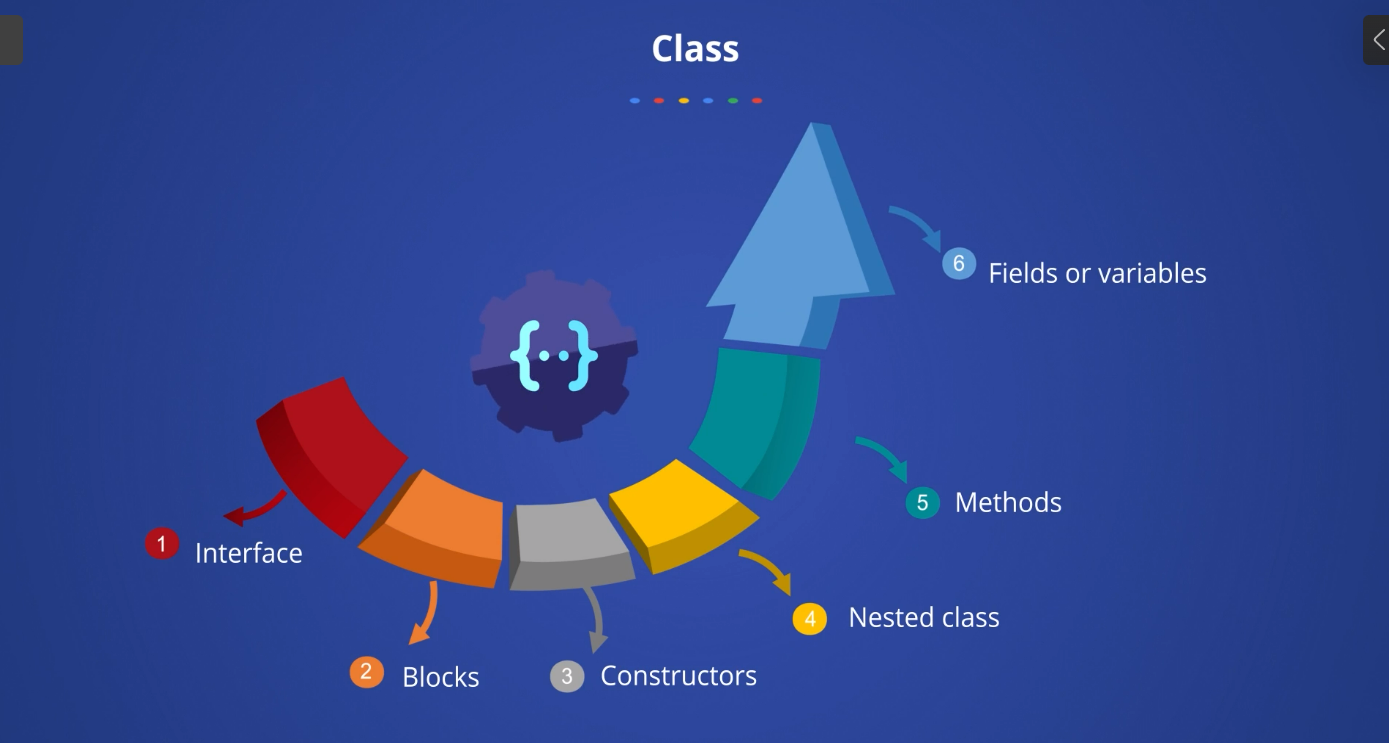 Class
{··}
6 Fields or variables
5 Methods
1 Interface
4 Nested class
2 Blocks
3 Constructors